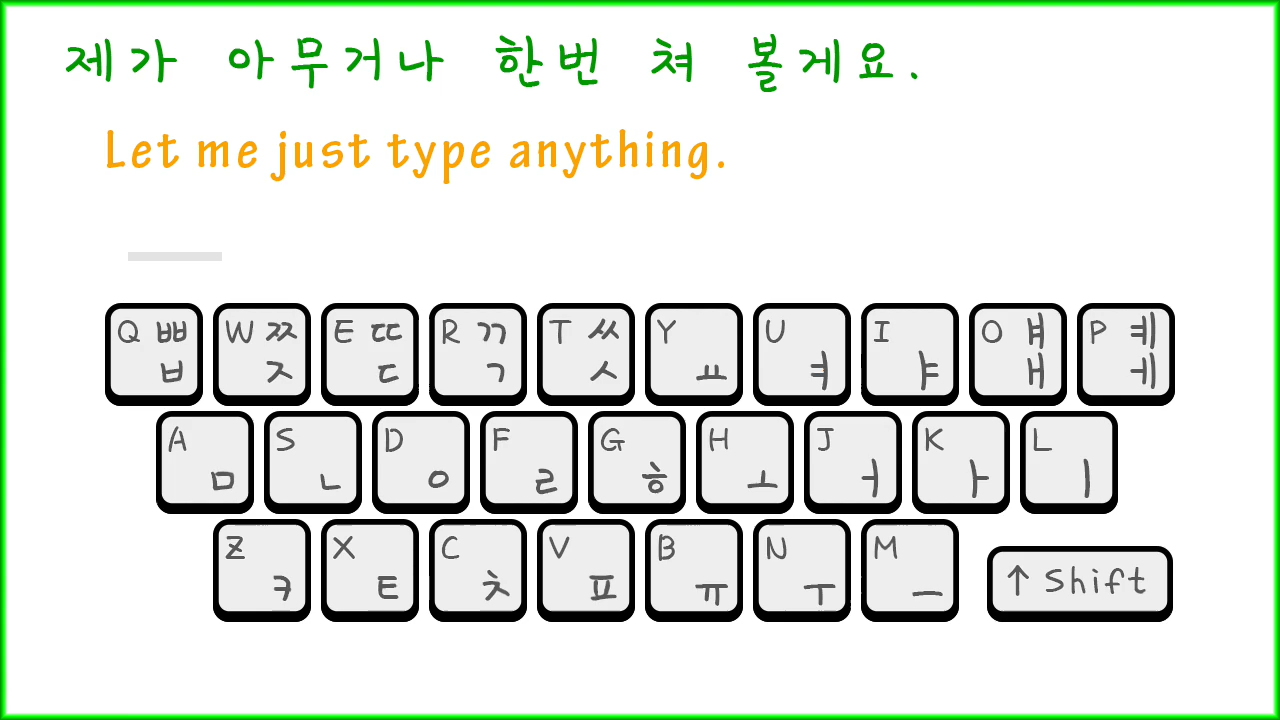 제가 아무거나 한번 쳐 볼게요.
Let me just type anything.
Q ㅃ W ㅉ E ㄸ R ㄲ T ㅆ Y U I O ㅒ P ㅖ
ㅂ ㅈ ㄷ ㄱ ㅅ ㅛ ㅕ ㅑ ㅐ ㅔ
A S D F G H J K L
ㅁ ㄴ ㅇ ㄹ ㅎ ㅗ ㅓ ㅏ ㅣ
Z X C V B N M
ㅋ ㅌ ㅊ ㅍ ㅠ ㅜ ㅡ ↑ Shift